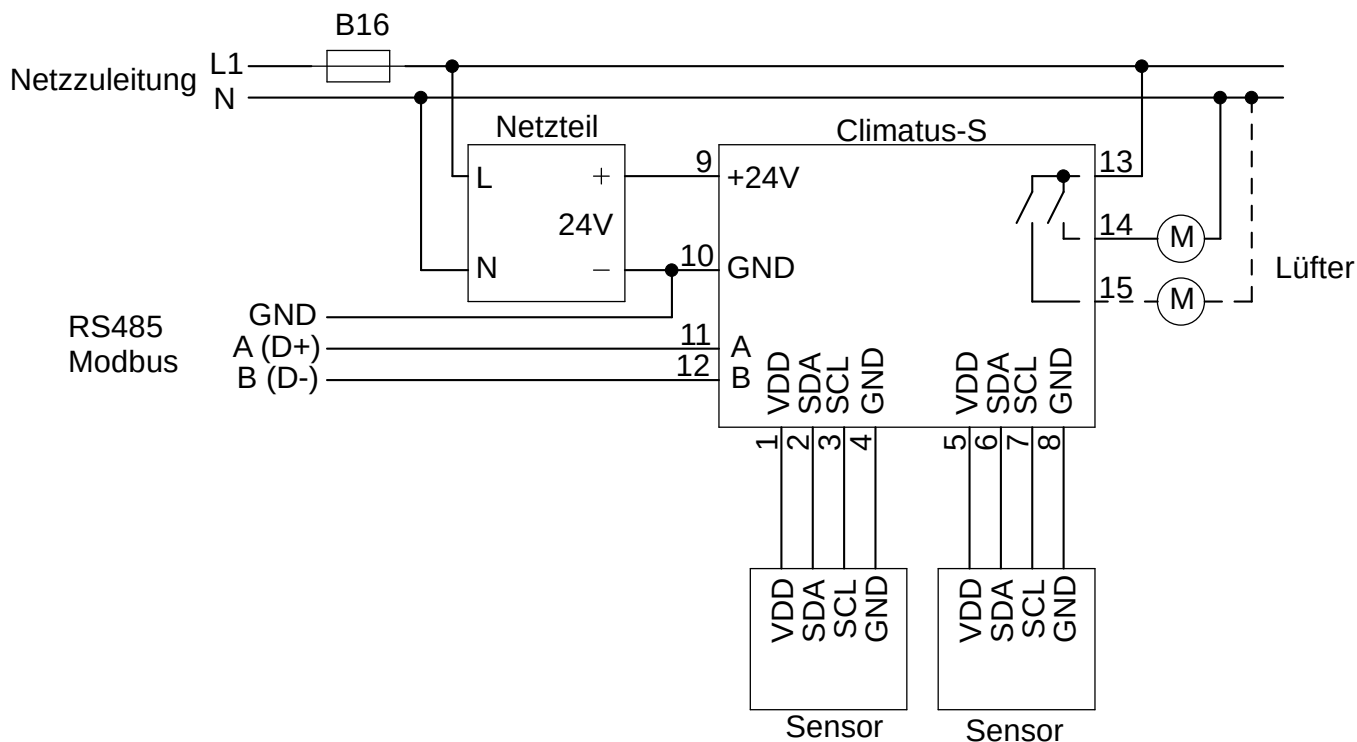 B16
L1
Netzzuleitung
N
Netzteil
Climatus-S
L
+
9
+24V
13
24V
14
M
N
−
10
GND
Lüfter
15
M
GND
RS485
Modbus
A (D+)
11
A
B (D-)
12
B
VDD
SDA
SCL
GND
VDD
SDA
SCL
GND
1
2
3
4
5
6
7
8
VDD
SDA
SCL
GND
VDD
SDA
SCL
GND
Sensor
Sensor